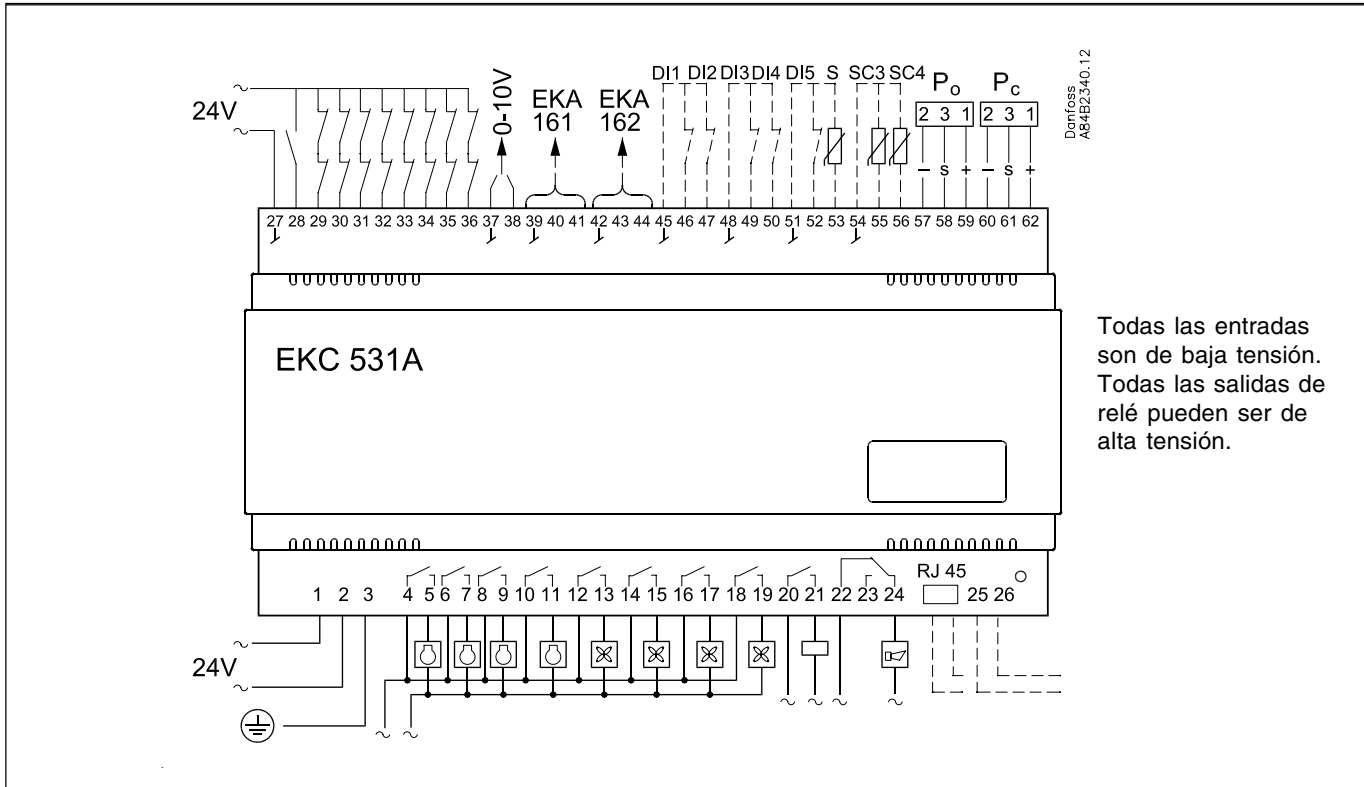 24V
0-10V
EKA
161
EKA
162
DI1 DI2 DI3 DI4 DI5 S SC3 SC4
Po
2 3 1
– s +
Pc
2 3 1
– s +
Danfoss
A84B2340.12
27 28 29 30 31 32 33 34 35 36 37 38 39 40 41 42 43 44 45 46 47 48 49 50 51 52 53 54 55 56 57 58 59 60 61 62
EKC 531A
Todas las entradas
son de baja tensión.
Todas las salidas de
relé pueden ser de
alta tensión.
RJ 45
1 2 3 4 5 6 7 8 9 10 11 12 13 14 15 16 17 18 19 20 21 22 23 24 25 26
24V